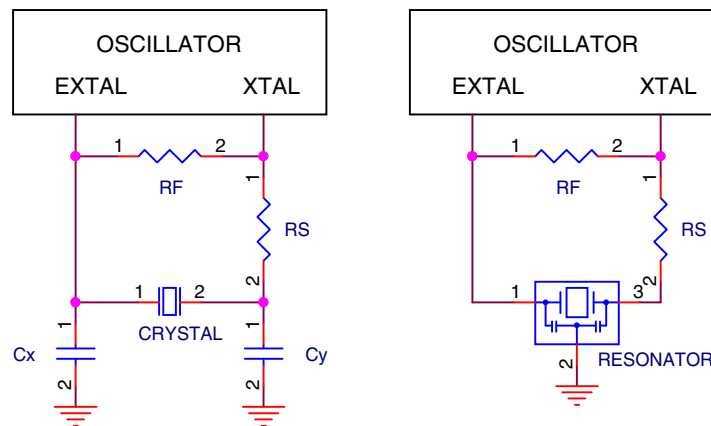 OSCILLATOR
EXTAL XTAL
1 2
RF
1
RS
2
1 2
CRYSTAL
1 1
Cx Cy
2 2
OSCILLATOR
EXTAL XTAL
1 2
RF
1
RS
2
1 3
2
RESONATOR